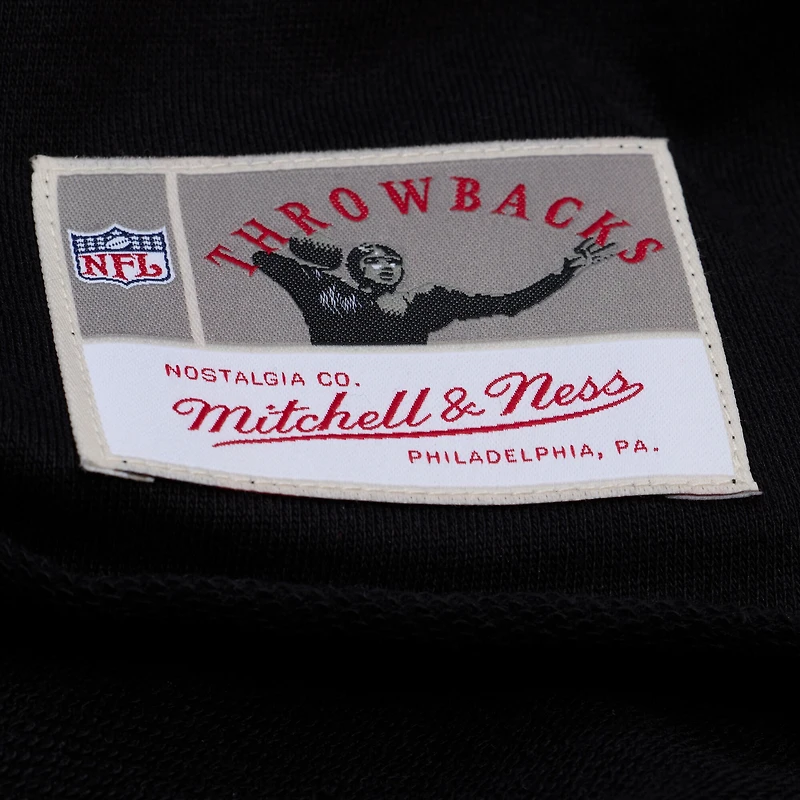 THROWBACKS
NFL
NOSTALGIA CO.
Mitchell & Ness
PHILADELPHIA, PA.